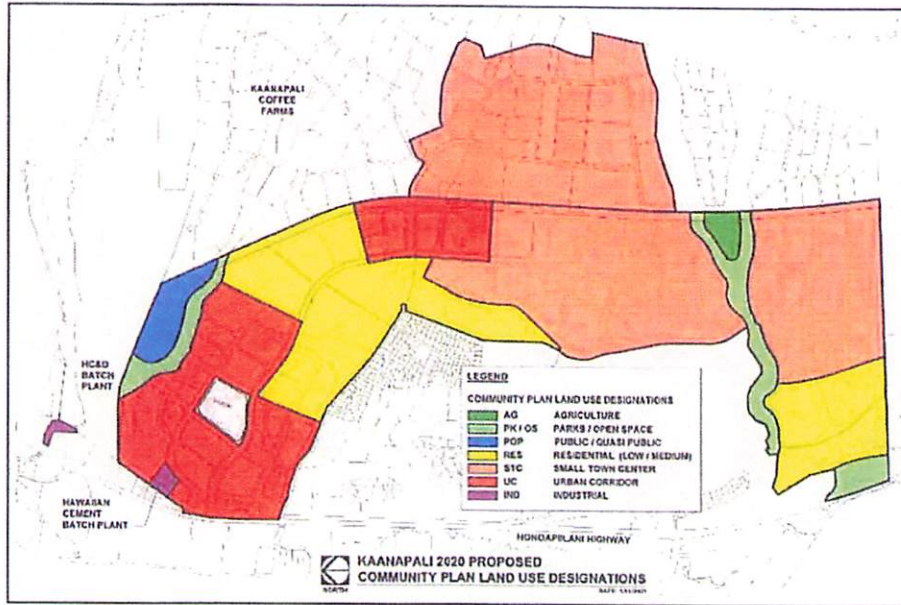 KAANAPALI
COFFEE
FARMS
HC&D
BATCH
PLANT
HAWAIIAN
CEMENT
BATCH PLANT
LEGEND
COMMUNITY PLAN LAND USE DESIGNATIONS
AG AGRICULTURE
PK / OS PARKS / OPEN SPACE
PQP PUBLIC / QUASI PUBLIC
RES RESIDENTIAL (LOW / MEDIUM)
STC SMALL TOWN CENTER
UC URBAN CORRIDOR
IND INDUSTRIAL
HONOAPIILANI HIGHWAY
KAANAPALI 2020 PROPOSED
COMMUNITY PLAN LAND USE DESIGNATIONS
NORTH
DATE: